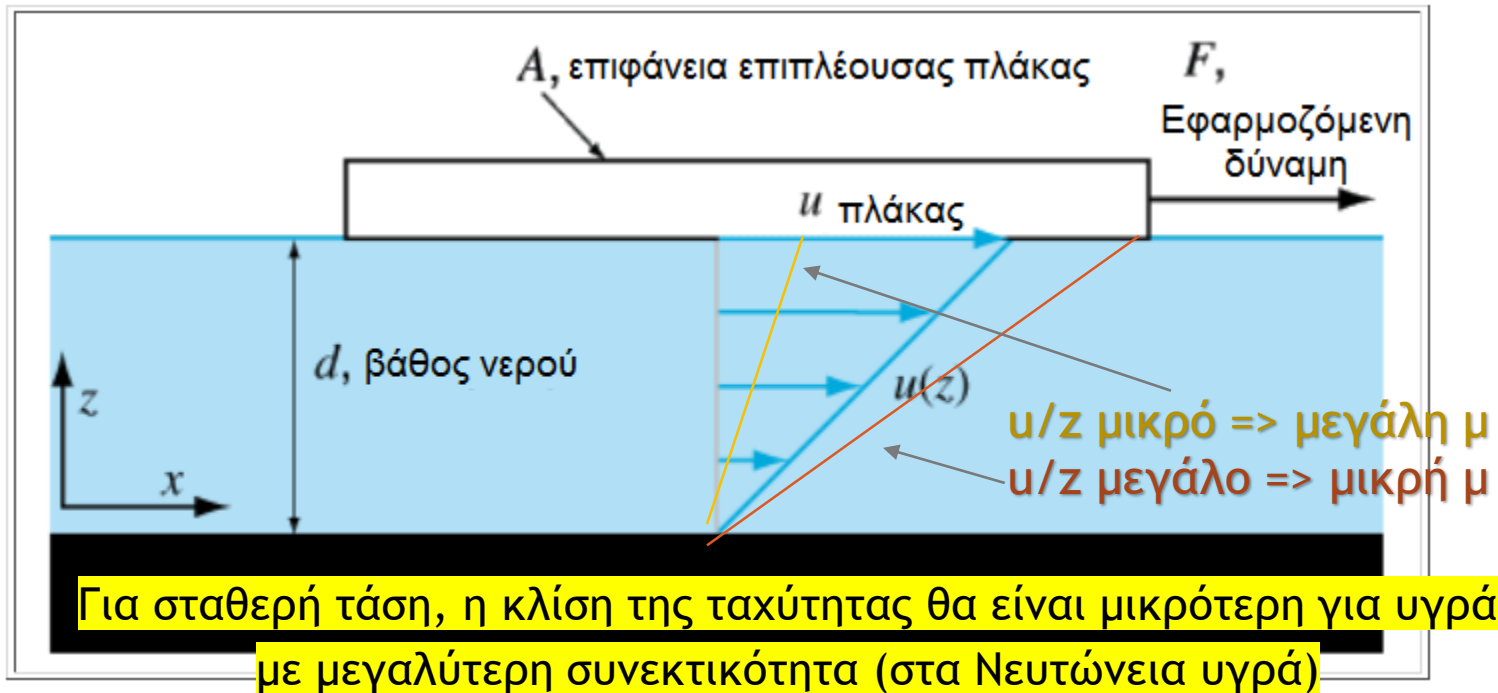 A, επιφάνεια επιπλέουσας πλάκας
F,
Εφαρμοζόμενη
δύναμη
u πλάκας
d, βάθος νερού
z
u(z)
x
u/z μικρό => μεγάλη μ
u/z μεγάλο => μικρή μ
Για σταθερή τάση, η κλίση της ταχύτητας θα είναι μικρότερη για υγρά
με μεγαλύτερη συνεκτικότητα (στα Νευτώνεια υγρά)